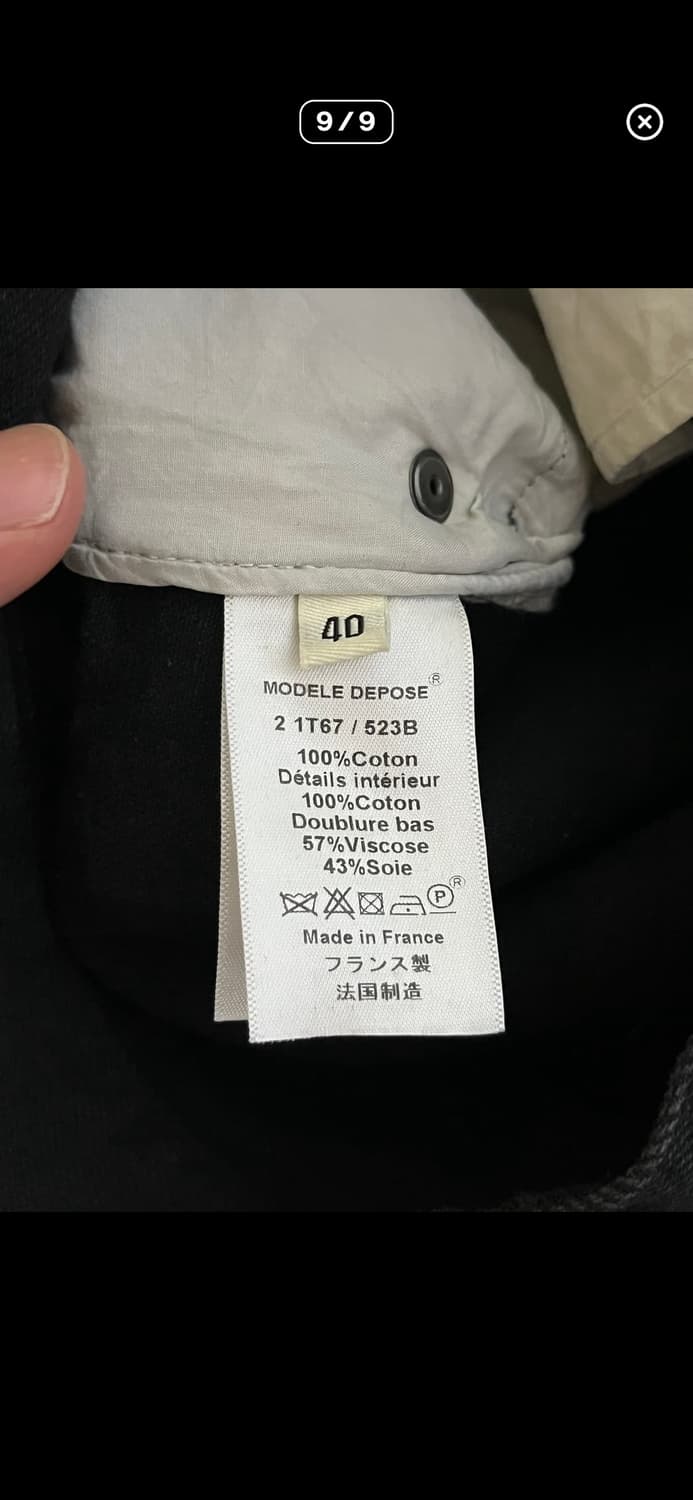 9/9
40
MODELE DEPOSE®
2 1T67 / 523B
100%Coton
Détails intérieur
100%Coton
Doublure bas
57%Viscose
43%Soie
P ®
Made in France
フランス製
法国制造